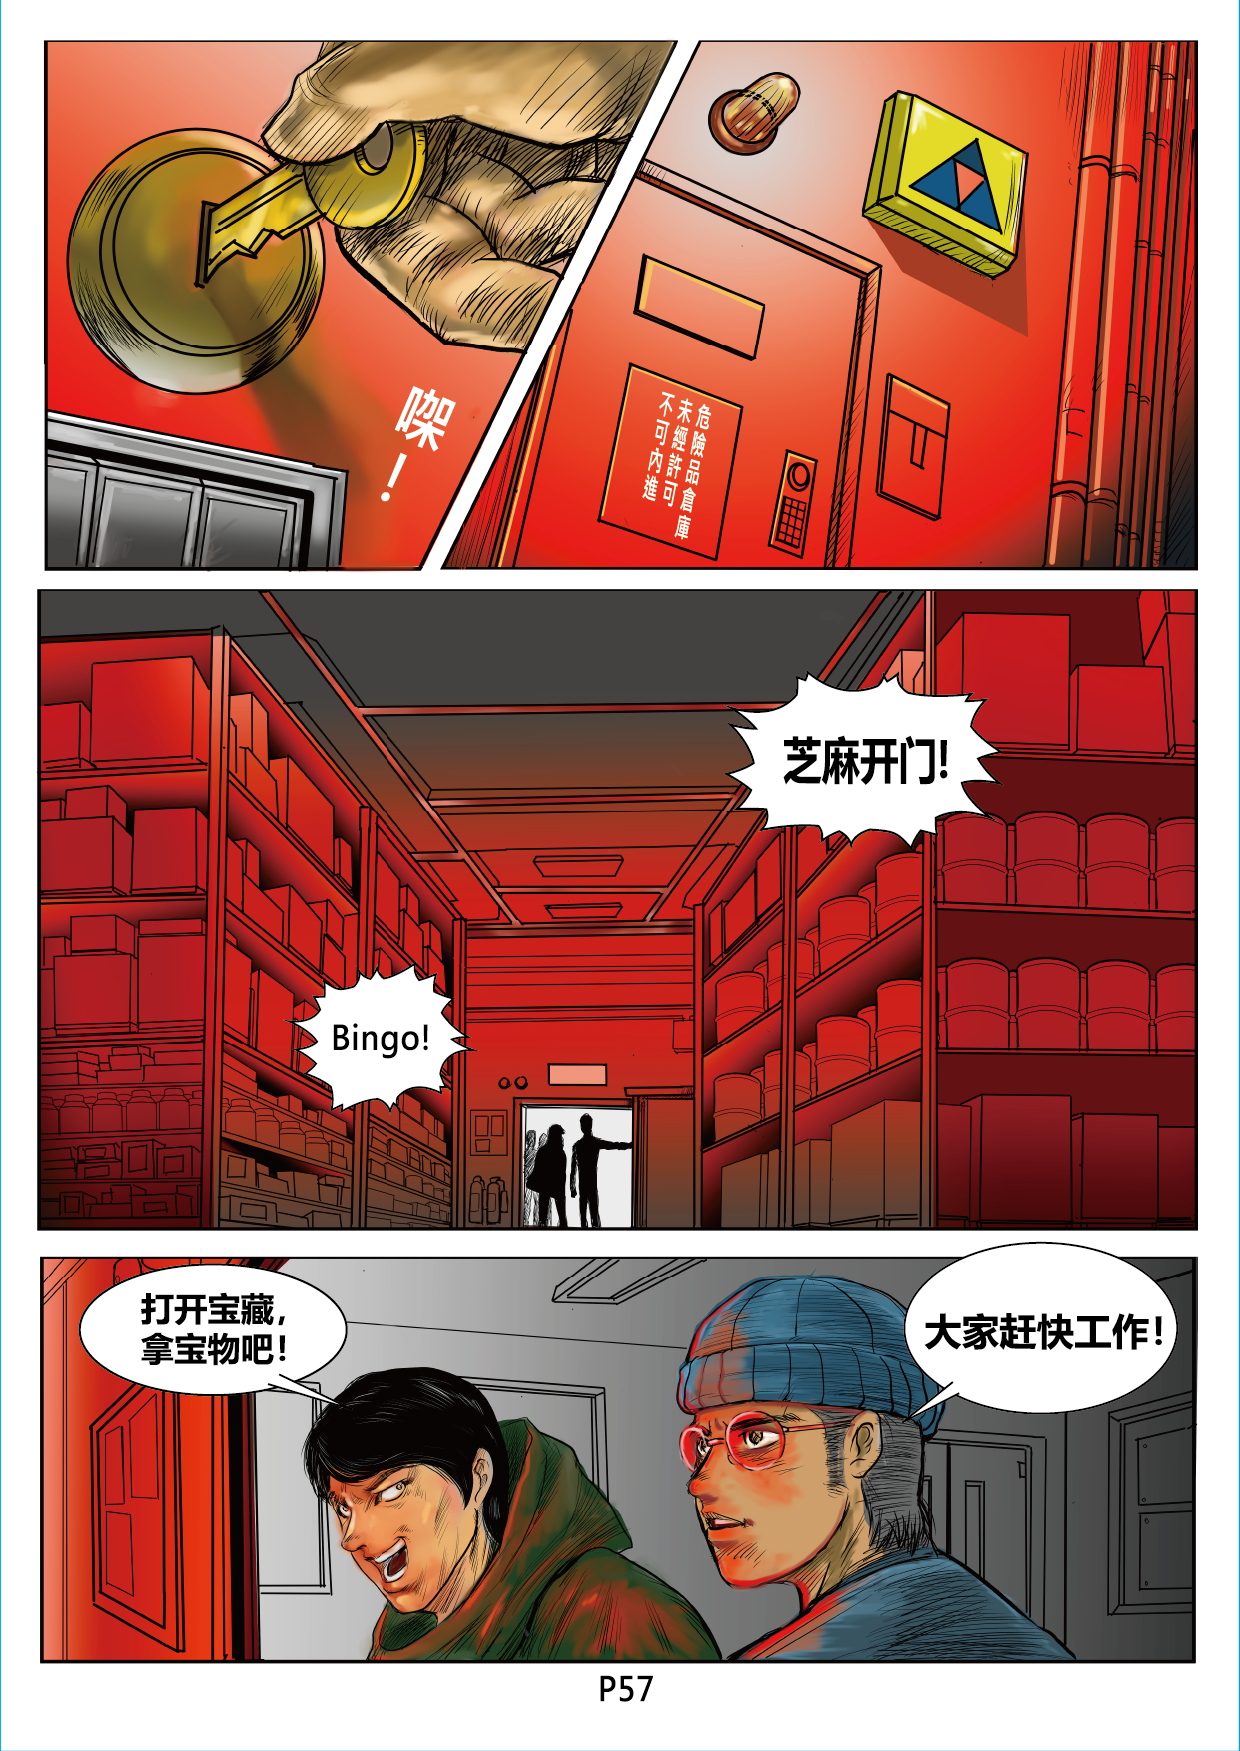 㗎！
危險品倉庫
未經許可
不可內進
芝麻开门!
Bingo!
打开宝藏，
拿宝物吧！
大家赶快工作！
P57